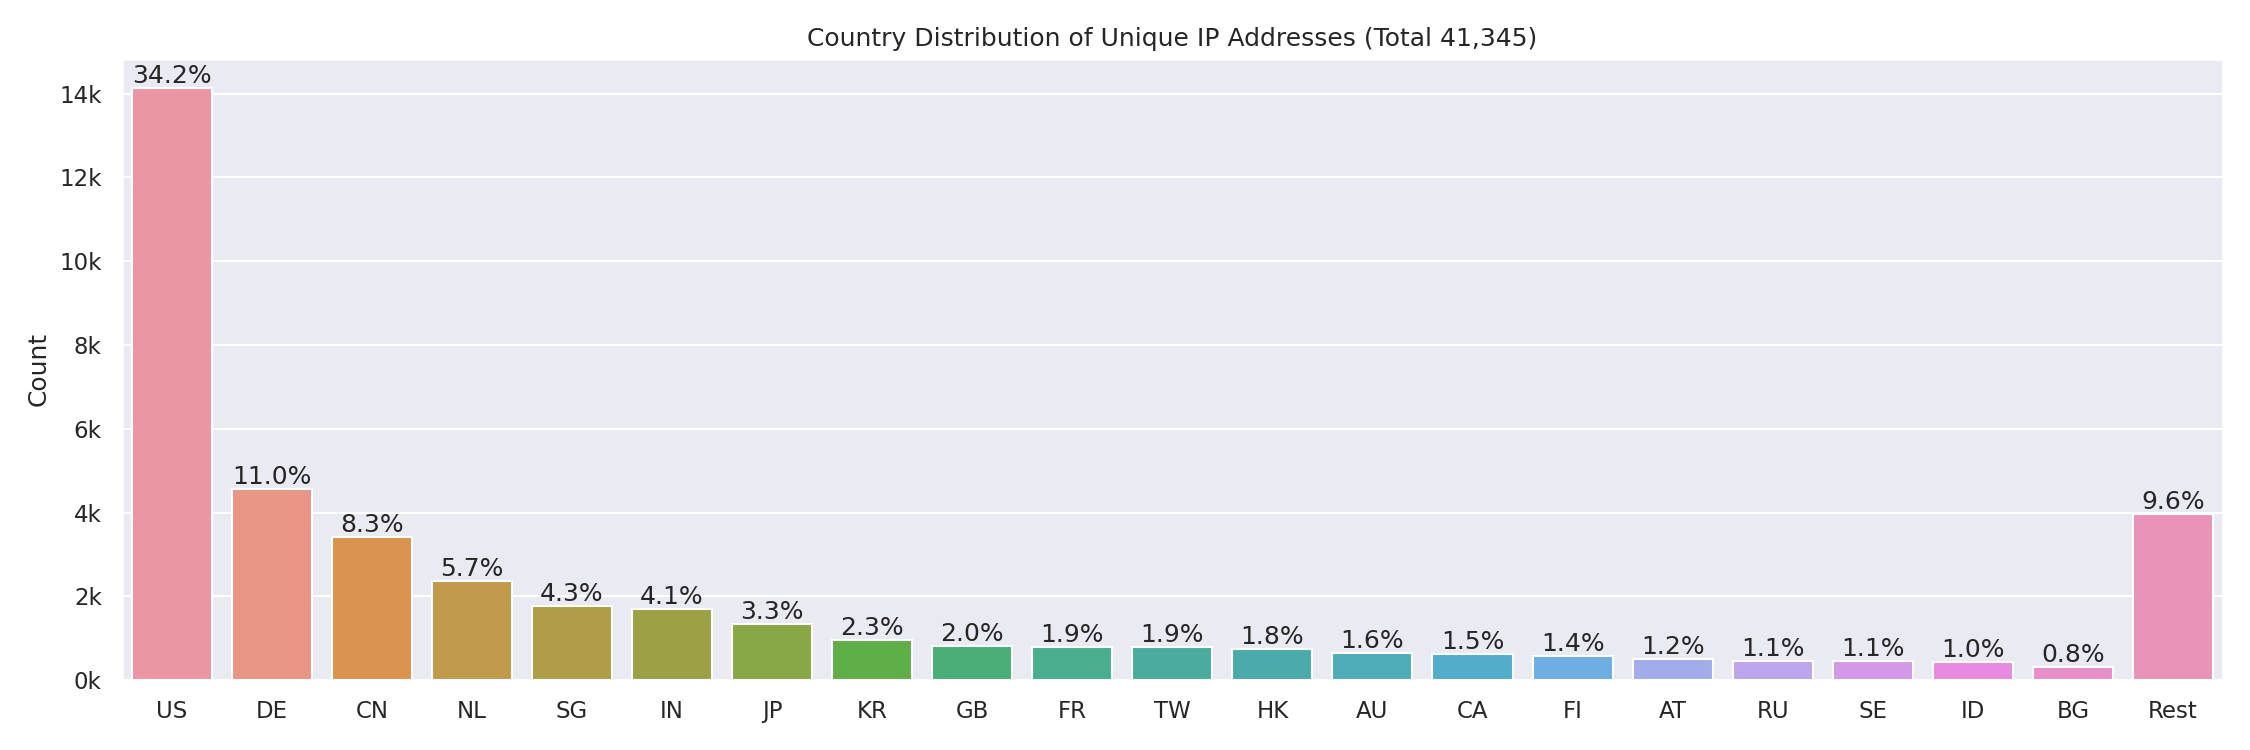 Country Distribution of Unique IP Addresses (Total 41,345)
Count
14k
12k
10k
8k
6k
4k
2k
0k
34.2%
11.0%
8.3%
5.7%
4.3%
4.1%
3.3%
2.3%
2.0%
1.9%
1.9%
1.8%
1.6%
1.5%
1.4%
1.2%
1.1%
1.1%
1.0%
0.8%
9.6%
US DE CN NL SG IN JP KR GB FR TW HK AU CA FI AT RU SE ID BG Rest